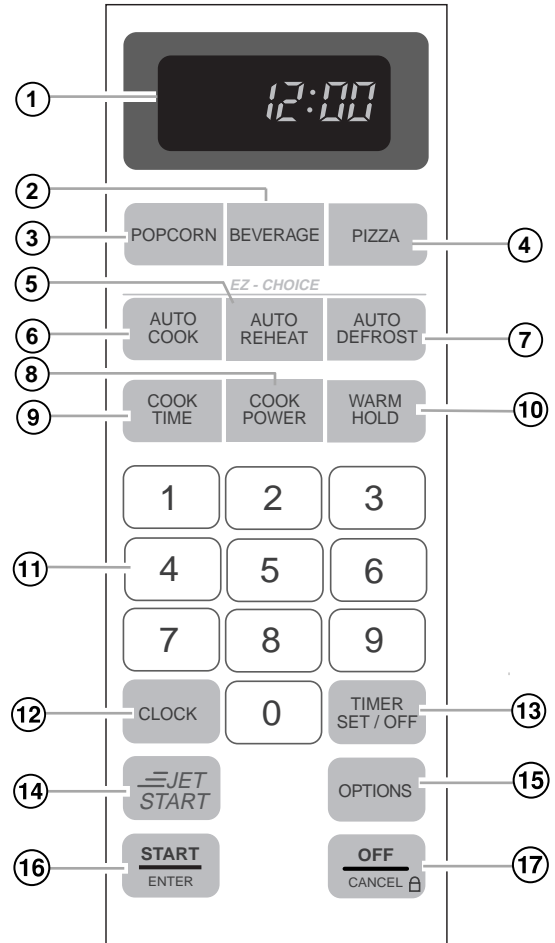 1
12:00
2
3
POPCORN
BEVERAGE
PIZZA
4
5
EZ - CHOICE
6
AUTO
COOK
AUTO
REHEAT
AUTO
DEFROST
7
8
9
COOK
TIME
COOK
POWER
WARM
HOLD
10
1
2
3
11
4
5
6
7
8
9
12
CLOCK
0
TIMER
SET / OFF
13
14
JET
START
OPTIONS
15
16
START
ENTER
OFF
CANCEL
17